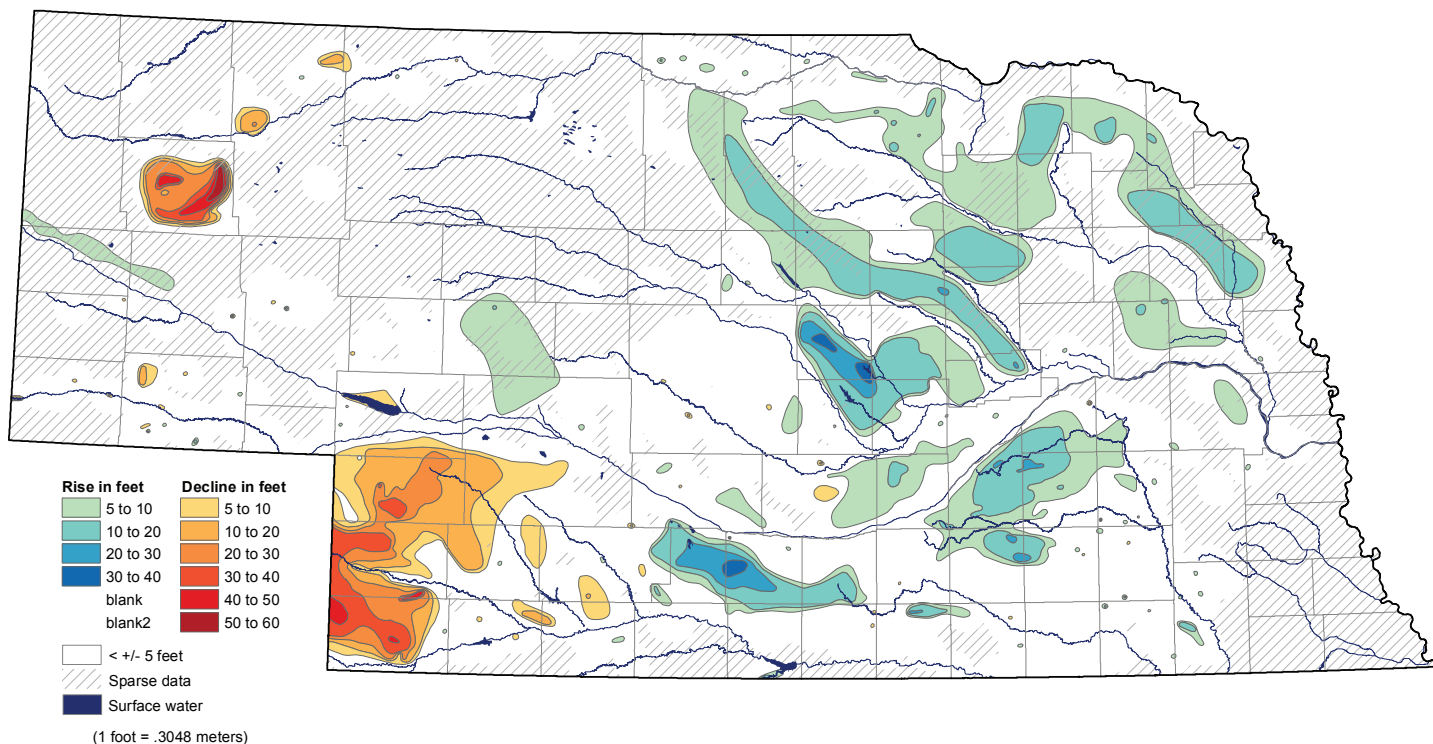 Rise in feet
5 to 10
10 to 20
20 to 30
30 to 40
blank
blank2
Decline in feet
5 to 10
10 to 20
20 to 30
30 to 40
40 to 50
50 to 60
< +/- 5 feet
Sparse data
Surface water
(1 foot = .3048 meters)